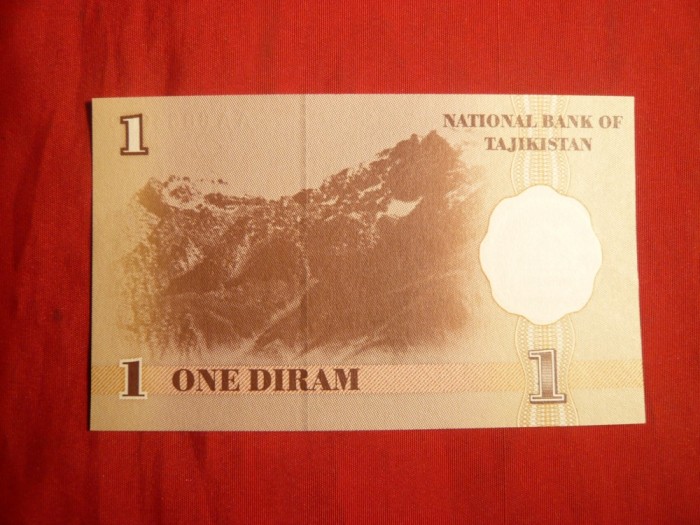 1
NATIONAL BANK OF
TAJIKISTAN
1 ONE DIRAM
1